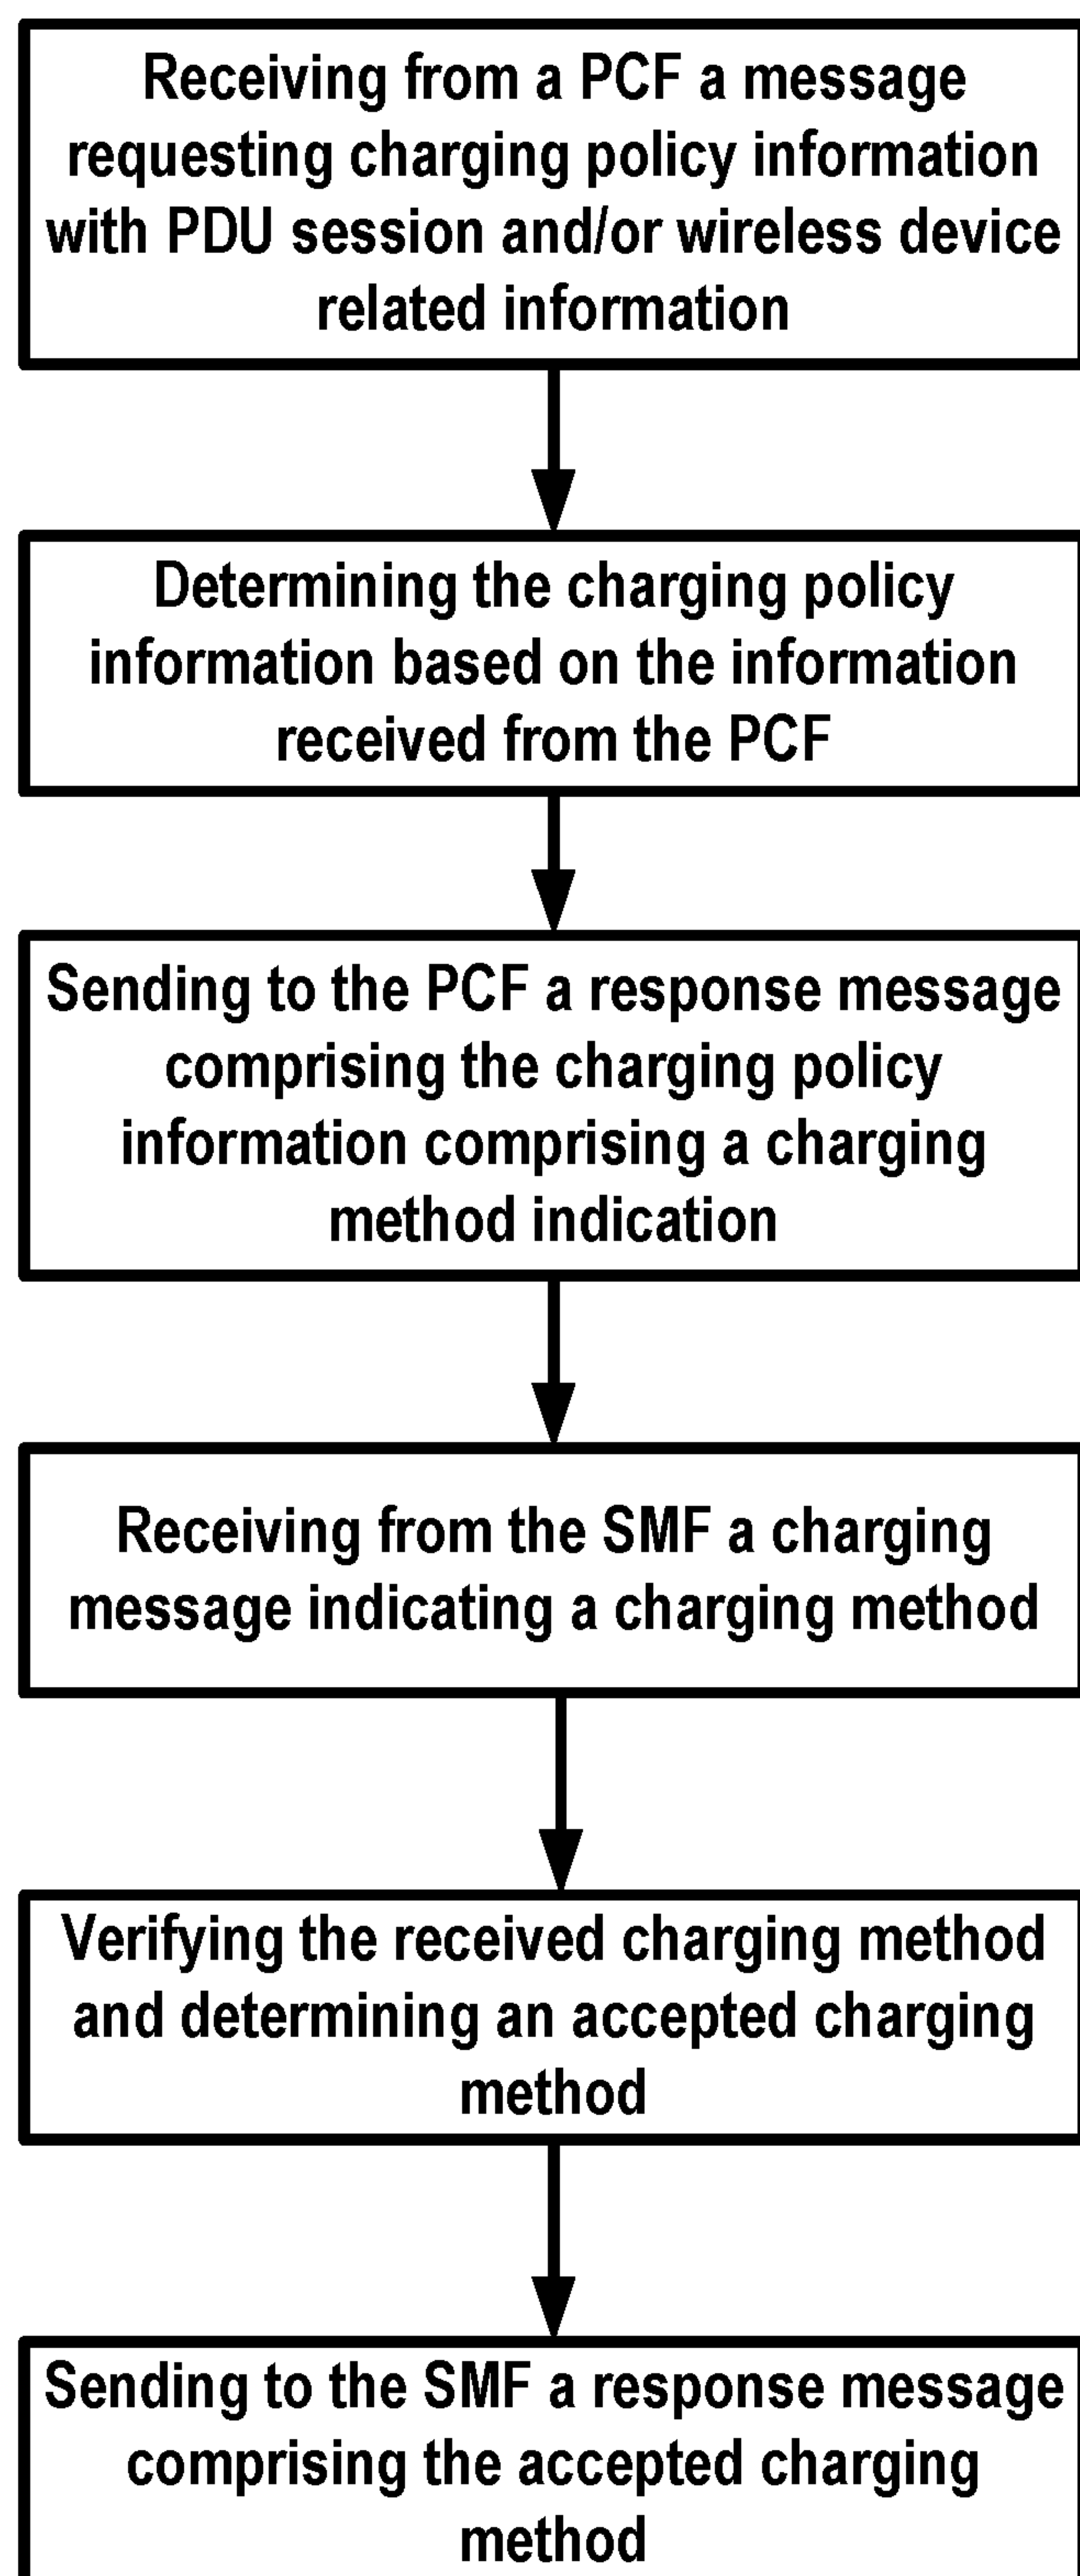 Receiving from a PCF a message
requesting charging policy information
with PDU session and/or wireless device
related information
Determining the charging policy
information based on the information
received from the PCF
Sending to the PCF a response message
comprising the charging policy
information comprising a charging
method indication
Receiving from the SMF a charging
message indicating a charging method
Verifying the received charging method
and determining an accepted charging
method
Sending to the SMF a response message
comprising the accepted charging
method